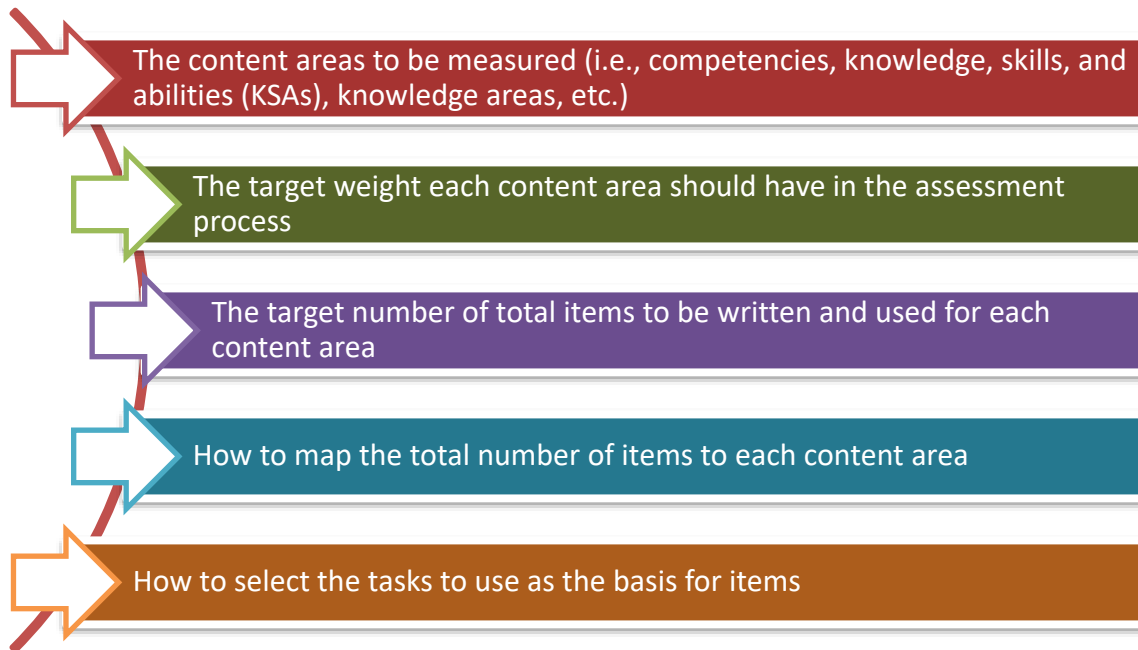 The content areas to be measured (i.e., competencies, knowledge, skills, and
abilities (KSAs), knowledge areas, etc.)
The target weight each content area should have in the assessment
process
The target number of total items to be written and used for each
content area
How to map the total number of items to each content area
How to select the tasks to use as the basis for items